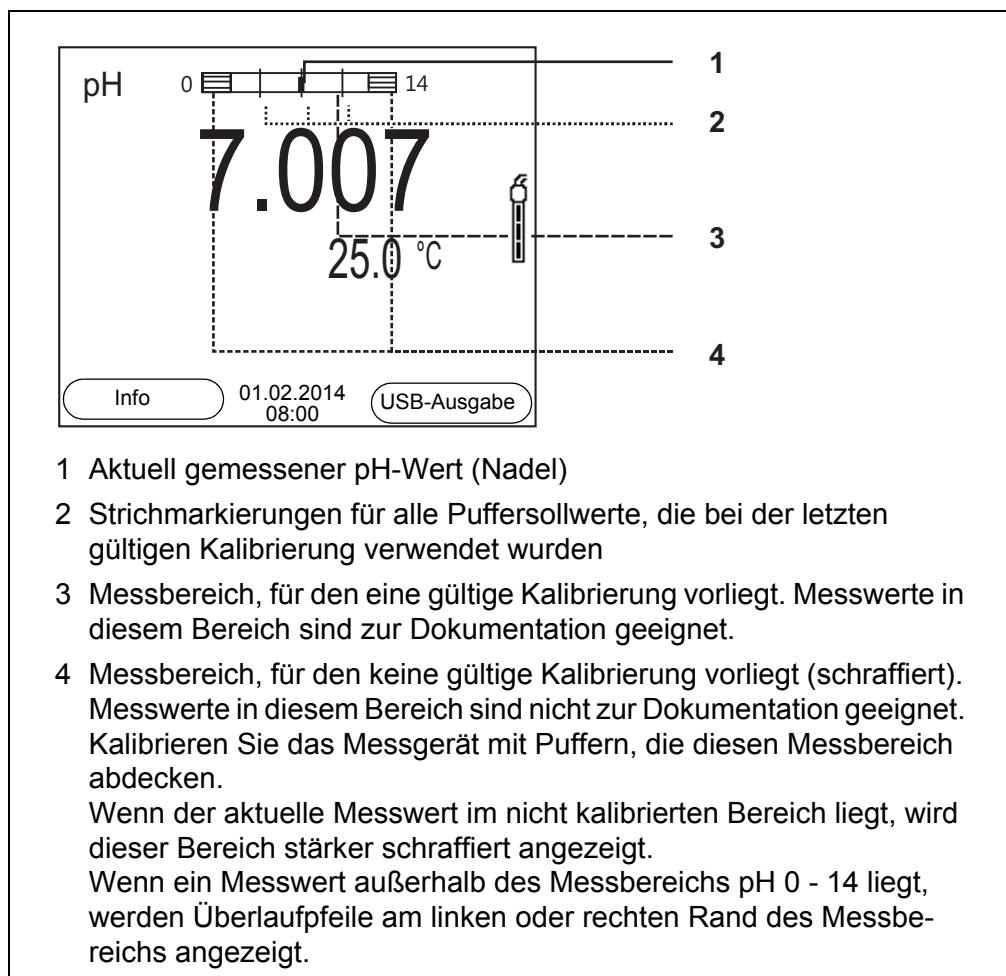 pH 0 14 1
2
7.007
3
25.0 °C
4
Info 01.02.2014 USB-Ausgabe
08:00
1 Aktuell gemessener pH-Wert (Nadel)
2 Strichmarkierungen für alle Puffersollwerte, die bei der letzten
gültigen Kalibrierung verwendet wurden
3 Messbereich, für den eine gültige Kalibrierung vorliegt. Messwerte in
diesem Bereich sind zur Dokumentation geeignet.
4 Messbereich, für den keine gültige Kalibrierung vorliegt (schraffiert).
Messwerte in diesem Bereich sind nicht zur Dokumentation geeignet.
Kalibrieren Sie das Messgerät mit Puffern, die diesen Messbereich
abdecken.
Wenn der aktuelle Messwert im nicht kalibrierten Bereich liegt, wird
dieser Bereich stärker schraffiert angezeigt.
Wenn ein Messwert außerhalb des Messbereichs pH 0 - 14 liegt,
werden Überlaufpfeile am linken oder rechten Rand des Messbe-
reichs angezeigt.